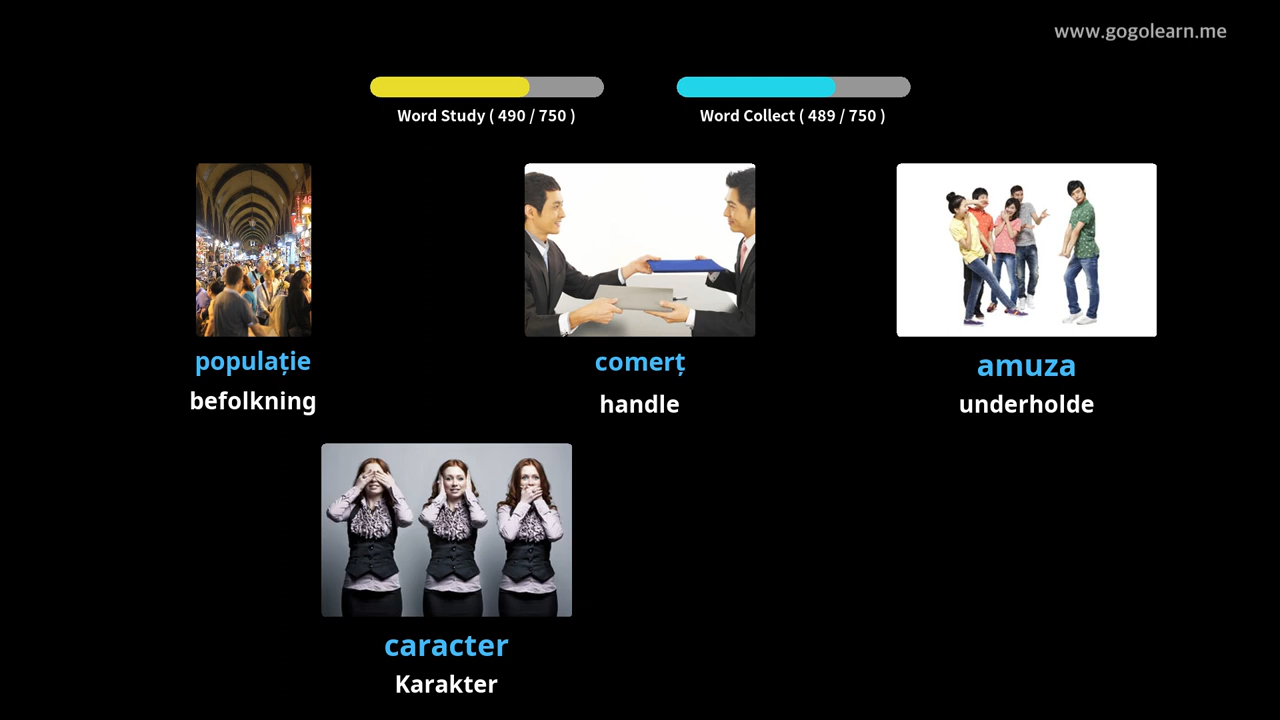 www.gogolearn.me
Word Study ( 490 / 750 )
Word Collect ( 489 / 750 )
populație
comerț
amuza
befolkning
handle
underholde
caracter
Karakter